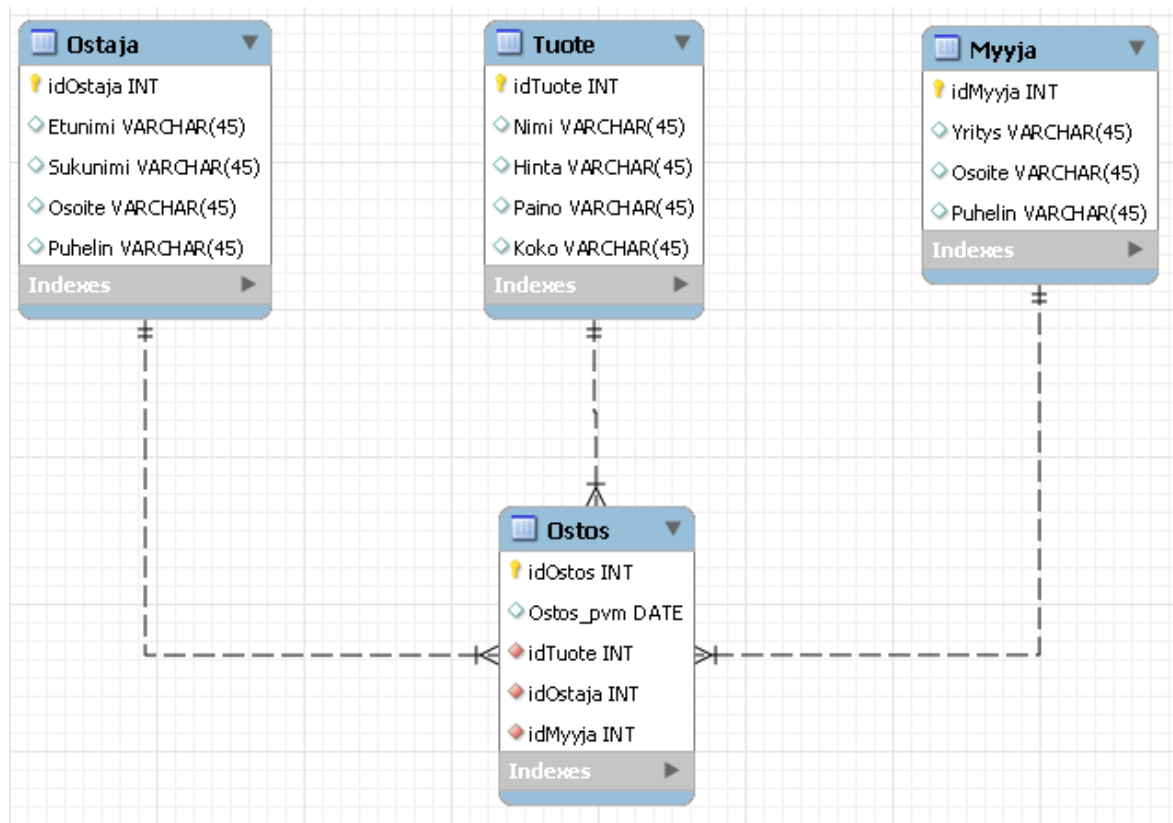 Ostaja
idOstaja INT
Etunimi VARCHAR(45)
Sukunimi VARCHAR(45)
Osoite VARCHAR(45)
Puhelin VARCHAR(45)
Indexes
Tuote
idTuote INT
Nimi VARCHAR(45)
Hinta VARCHAR(45)
Paino VARCHAR(45)
Koko VARCHAR(45)
Indexes
Myyja
idMyyja INT
Yritys VARCHAR(45)
Osoite VARCHAR(45)
Puhelin VARCHAR(45)
Indexes
Ostos
idOstos INT
Ostos_pvm DATE
idTuote INT
idOstaja INT
idMyyja INT
Indexes